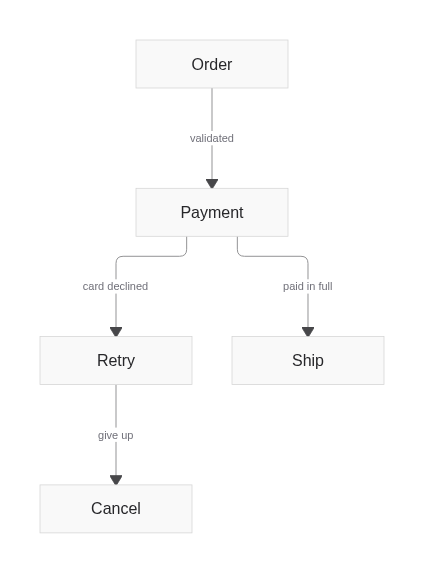 Order
validated
Payment
card declined
paid in full
Retry
Ship
give up
Cancel